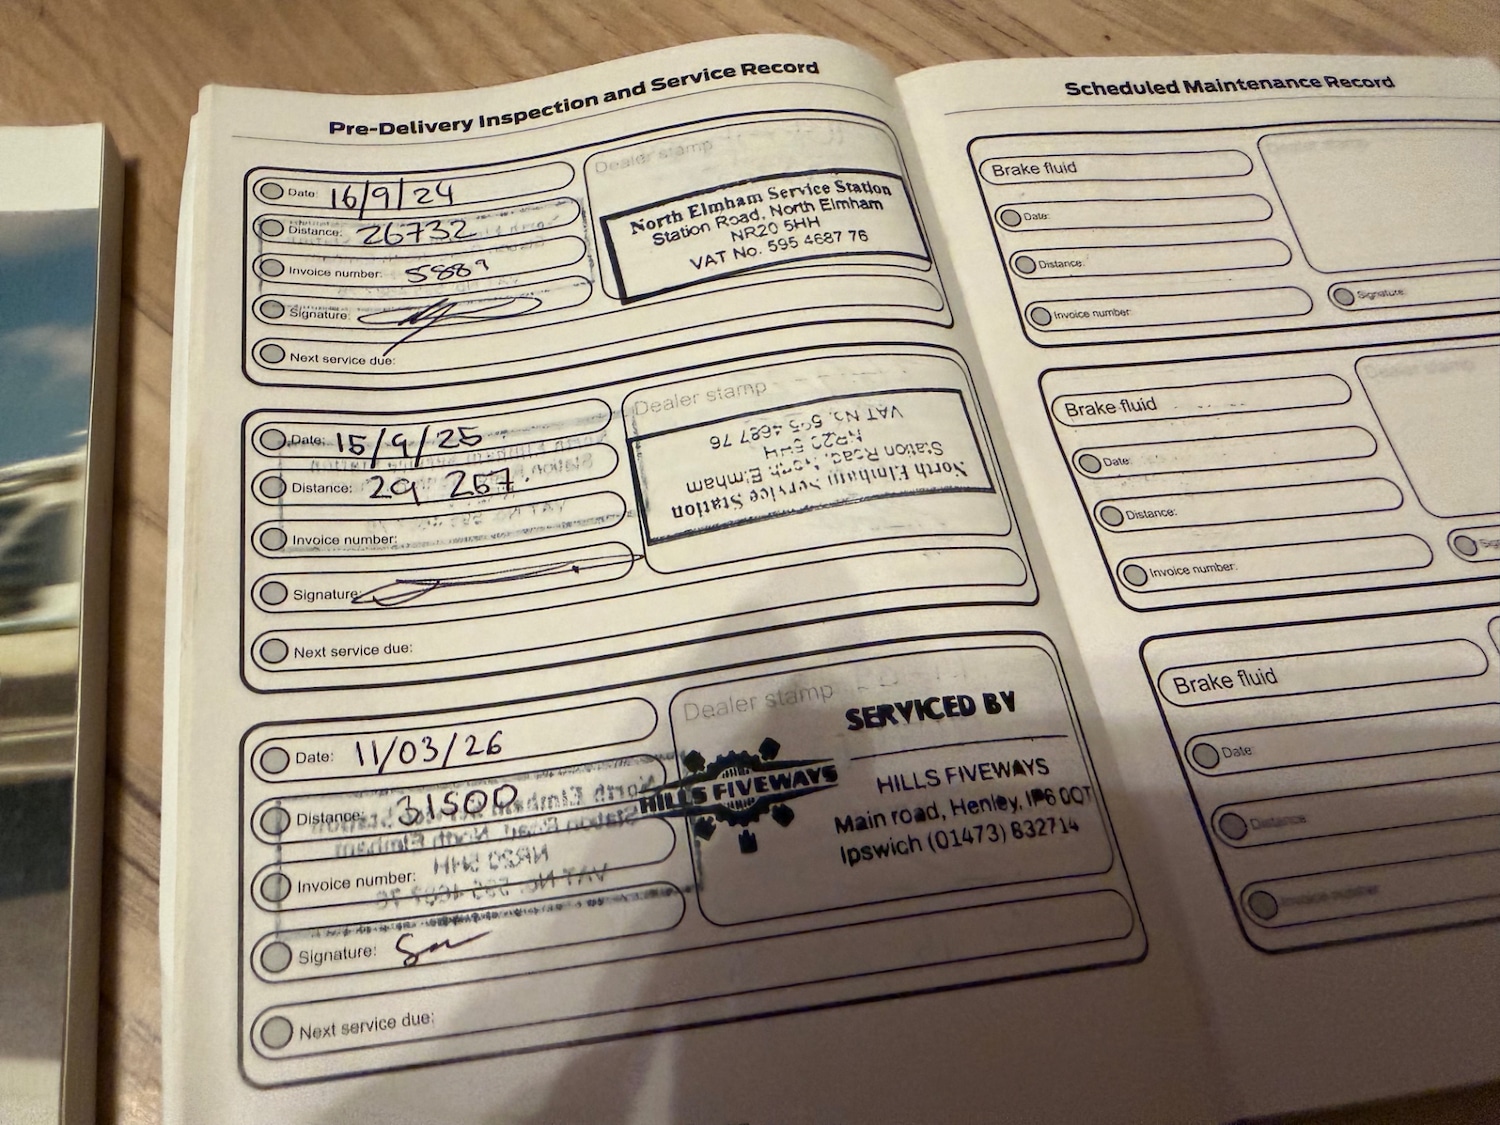 Pre-Delivery Inspection and Service Record
Date: 16/9/24
Distance: 26732
Invoice number: 5889
Signature:
Next service due:
Dealer stamp
North Elmham Service Station
Station Road, North Elmham
NR20 5HH
VAT No. 595 4687 76
Date: 15/9/25
Distance: 29 267
Invoice number:
Signature:
Next service due:
Dealer stamp
North Elmham Service Station
Station Road, North Elmham
NR20 5HH
VAT No. 595 4687 76
Date: 11/03/26
Distance: 31500
Invoice number:
Signature:
Next service due:
Dealer stamp
HILLS FIVEWAYS
SERVICED BY
HILLS FIVEWAYS
Main road, Henley, IP6 0QT
Ipswich (01473) 832714
Scheduled Maintenance Record
Brake fluid
Date:
Distance:
Invoice number:
Dealer stamp
Signature:
Brake fluid
Date:
Distance:
Invoice number:
Dealer stamp
Brake fluid
Date:
Distance:
Invoice number: